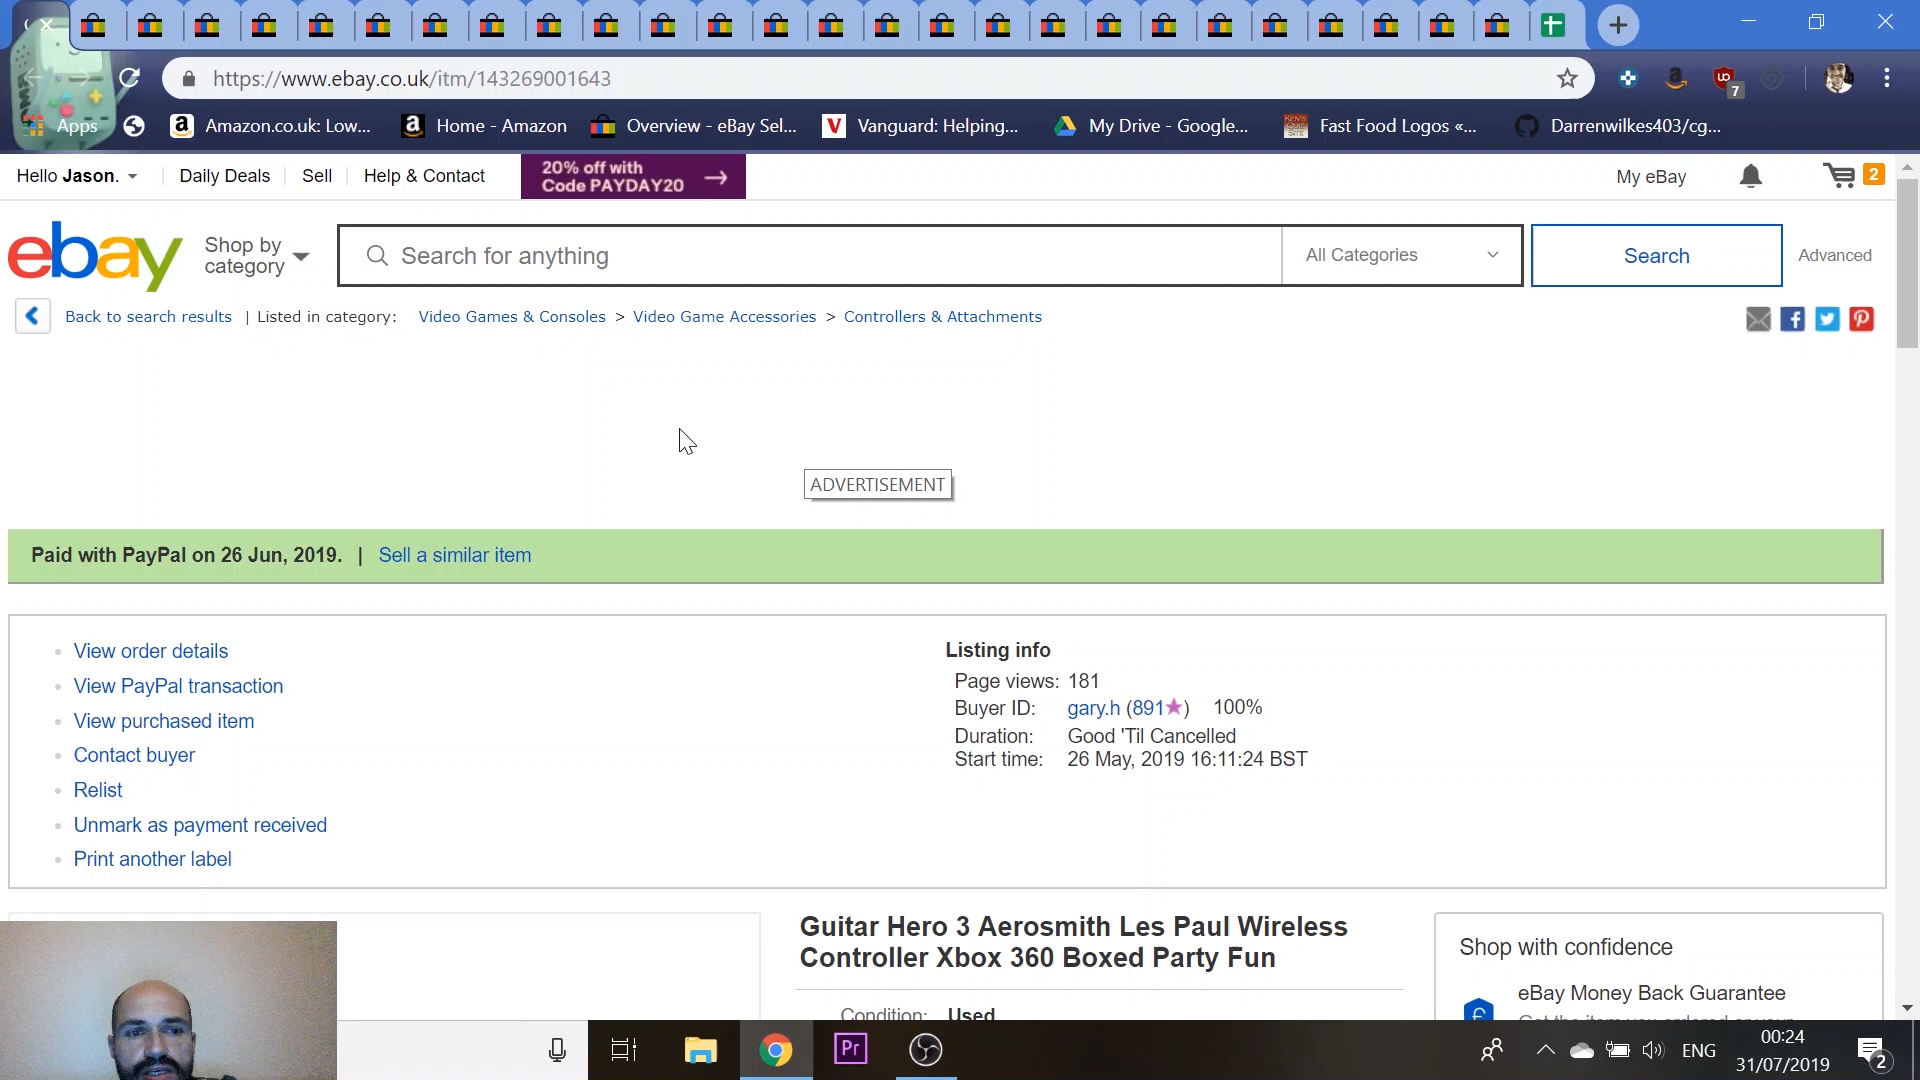 https://www.ebay.co.uk/itm/143269001643
7
Apps
Amazon.co.uk: Low...
Home - Amazon
Overview - eBay Sel...
Vanguard: Helping...
My Drive - Google...
Fast Food Logos «...
Darrenwilkes403/cg...
Hello Jason.
Daily Deals
Sell
Help & Contact
20% off with
Code PAYDAY20
My eBay
2
ebay
Shop by
category
Search for anything
All Categories
Search
Advanced
Back to search results | Listed in category: Video Games & Consoles > Video Game Accessories > Controllers & Attachments
ADVERTISEMENT
Paid with PayPal on 26 Jun, 2019. | Sell a similar item
View order details
View PayPal transaction
View purchased item
Contact buyer
Relist
Unmark as payment received
Print another label
Listing info
Page views: 181
Buyer ID: gary.h (891★) 100%
Duration: Good 'Til Cancelled
Start time: 26 May, 2019 16:11:24 BST
Guitar Hero 3 Aerosmith Les Paul Wireless
Controller Xbox 360 Boxed Party Fun
Condition: Used
Shop with confidence
eBay Money Back Guarantee
Pr
ENG
00:24
31/07/2019
2